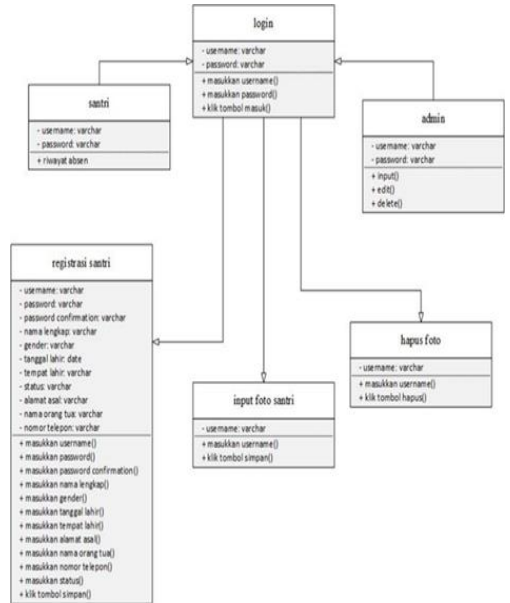 login
- username: varchar
- password: varchar
+ masukkan username()
+ masukkan password()
+ klik tombol masuk()
santri
- username: varchar
- password: varchar
+ riwayat absen
admin
- username: varchar
- password: varchar
+ input()
+ edit()
+ delete()
registrasi santri
- username: varchar
- password: varchar
- password confirmation: varchar
- nama lengkap: varchar
- gender: varchar
- tanggal lahir: date
- tempat lahir: varchar
- status: varchar
- alamat asal: varchar
- nama orang tua: varchar
- nomor telepon: varchar
+ masukkan username()
+ masukkan password()
+ masukkan password confirmation()
+ masukkan nama lengkap()
+ masukkan gender()
+ masukkan tanggal lahir()
+ masukkan tempat lahir()
+ masukkan alamat asal()
+ masukkan nama orang tua()
+ masukkan nomor telepon()
+ masukkan status()
+ klik tombol simpan()
input foto santri
- username: varchar
+ masukkan username()
+ klik tombol simpan()
hapus foto
- username: varchar
+ masukkan username()
+ klik tombol hapus()